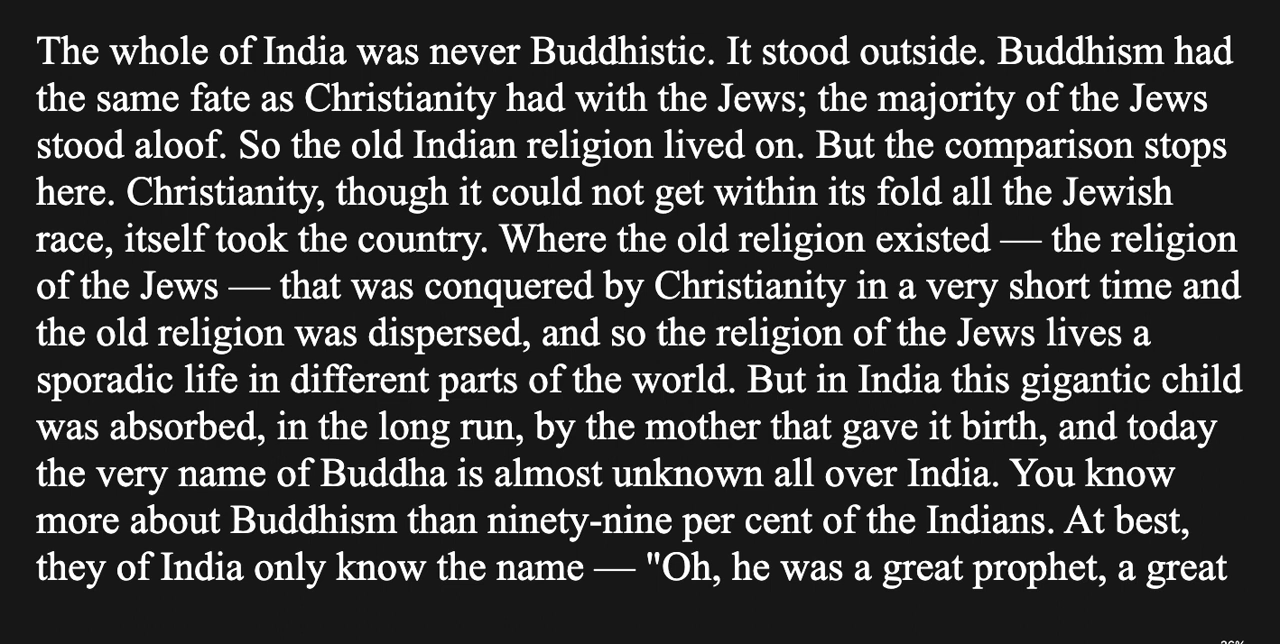 The whole of India was never Buddhistic. It stood outside. Buddhism had
the same fate as Christianity had with the Jews; the majority of the Jews
stood aloof. So the old Indian religion lived on. But the comparison stops
here. Christianity, though it could not get within its fold all the Jewish
race, itself took the country. Where the old religion existed — the religion
of the Jews — that was conquered by Christianity in a very short time and
the old religion was dispersed, and so the religion of the Jews lives a
sporadic life in different parts of the world. But in India this gigantic child
was absorbed, in the long run, by the mother that gave it birth, and today
the very name of Buddha is almost unknown all over India. You know
more about Buddhism than ninety-nine per cent of the Indians. At best,
they of India only know the name — "Oh, he was a great prophet, a great